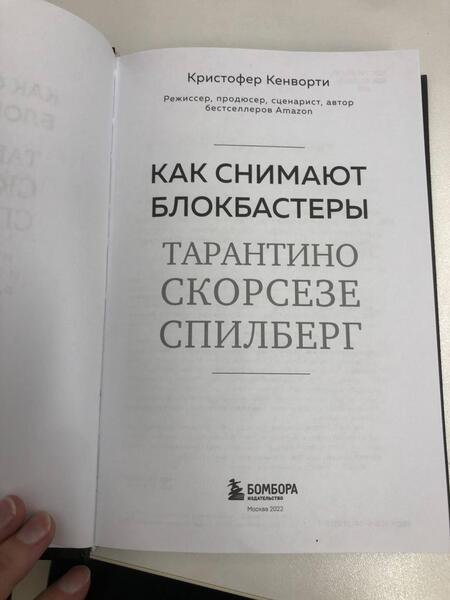 Кристофер Кенворти
Режиссер, продюсер, сценарист, автор
бестселлеров Amazon
КАК СНИМАЮТ
БЛОКБАСТЕРЫ
ТАРАНТИНО
СКОРСЕЗЕ
СПИЛБЕРГ
БОМБОРА
ИЗДАТЕЛЬСТВО
Москва 2022